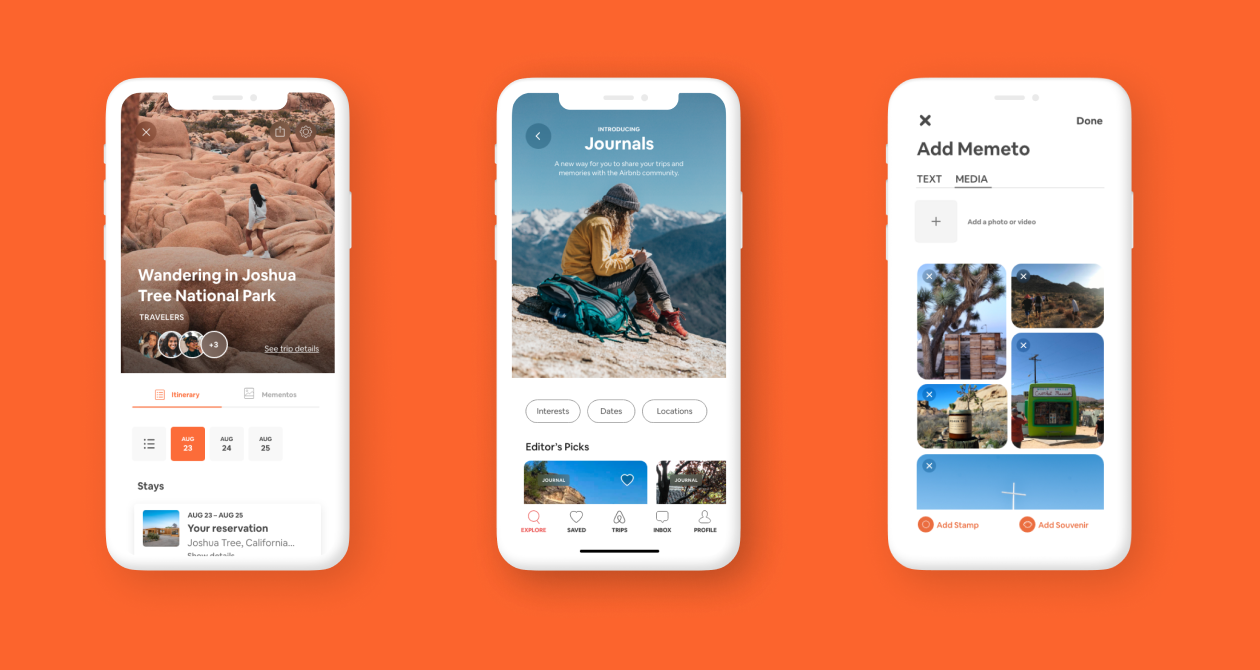 Wandering in Joshua
Tree National Park
TRAVELERS
+3
See trip details
Itinerary
Mementos
AUG
23
AUG
24
AUG
25
Stays
AUG 23 – AUG 25
Your reservation
Joshua Tree, California...
Show details
INTRODUCING
Journals
A new way for you to share your trips and
memories with the Airbnb community.
Interests
Dates
Locations
Editor's Picks
JOURNAL
JOURNAL
EXPLORE
SAVED
TRIPS
INBOX
PROFILE
Done
Add Memeto
TEXT
MEDIA
Add a photo or video
Add Stamp
Add Souvenir